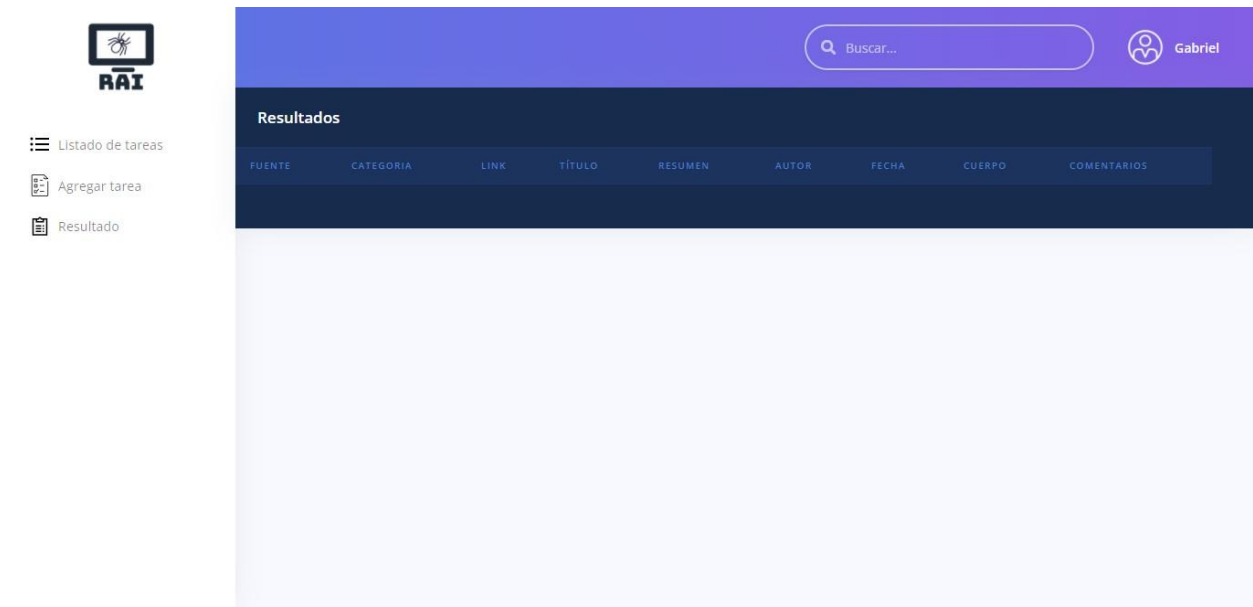 RAI
Listado de tareas
Agregar tarea
Resultado
Buscar...
Gabriel
Resultados
FUENTE CATEGORIA LINK TÍTULO RESUMEN AUTOR FECHA CUERPO COMENTARIOS